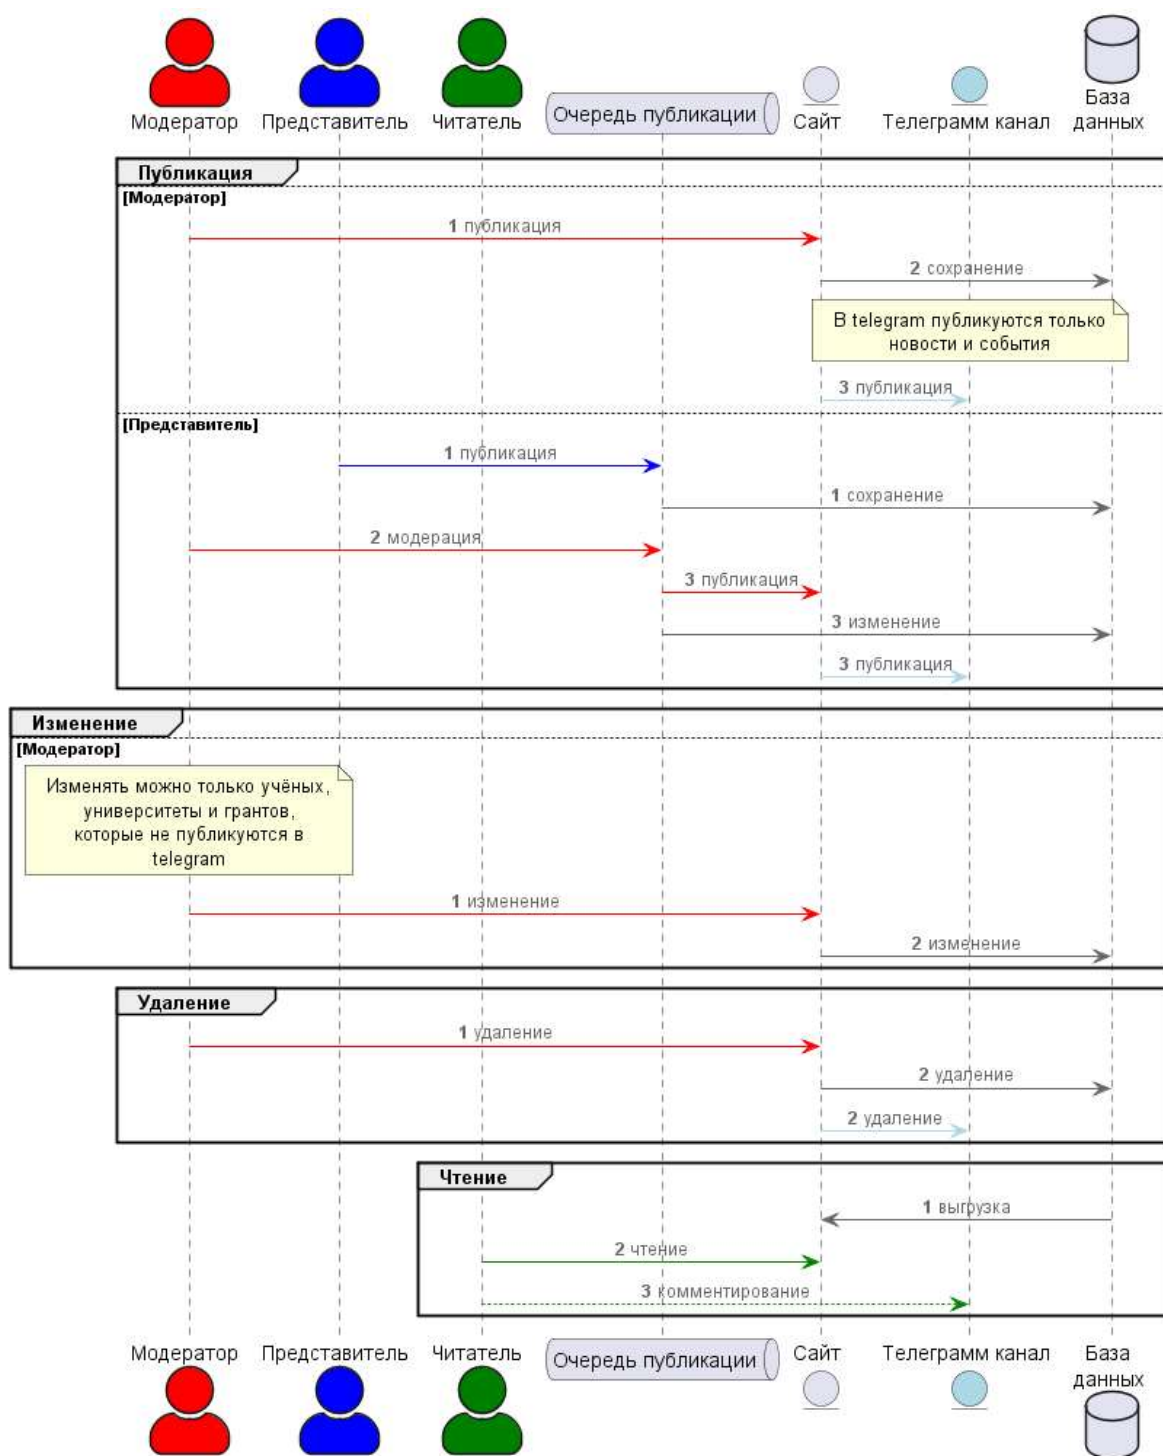 Модератор
Представитель
Читатель
Очередь публикации
Сайт
Телеграмм канал
База
данных
Публикация
[Модератор]
1 публикация
2 сохранение
В telegram публикуются только
новости и события
3 публикация
[Представитель]
1 публикация
1 сохранение
2 модерация
3 публикация
3 изменение
3 публикация
Изменение
[Модератор]
Изменять можно только учёных,
университеты и грантов,
которые не публикуются в
telegram
1 изменение
2 изменение
Удаление
1 удаление
2 удаление
2 удаление
Чтение
1 выгрузка
2 чтение
3 комментирование
Модератор
Представитель
Читатель
Очередь публикации
Сайт
Телеграмм канал
База
данных